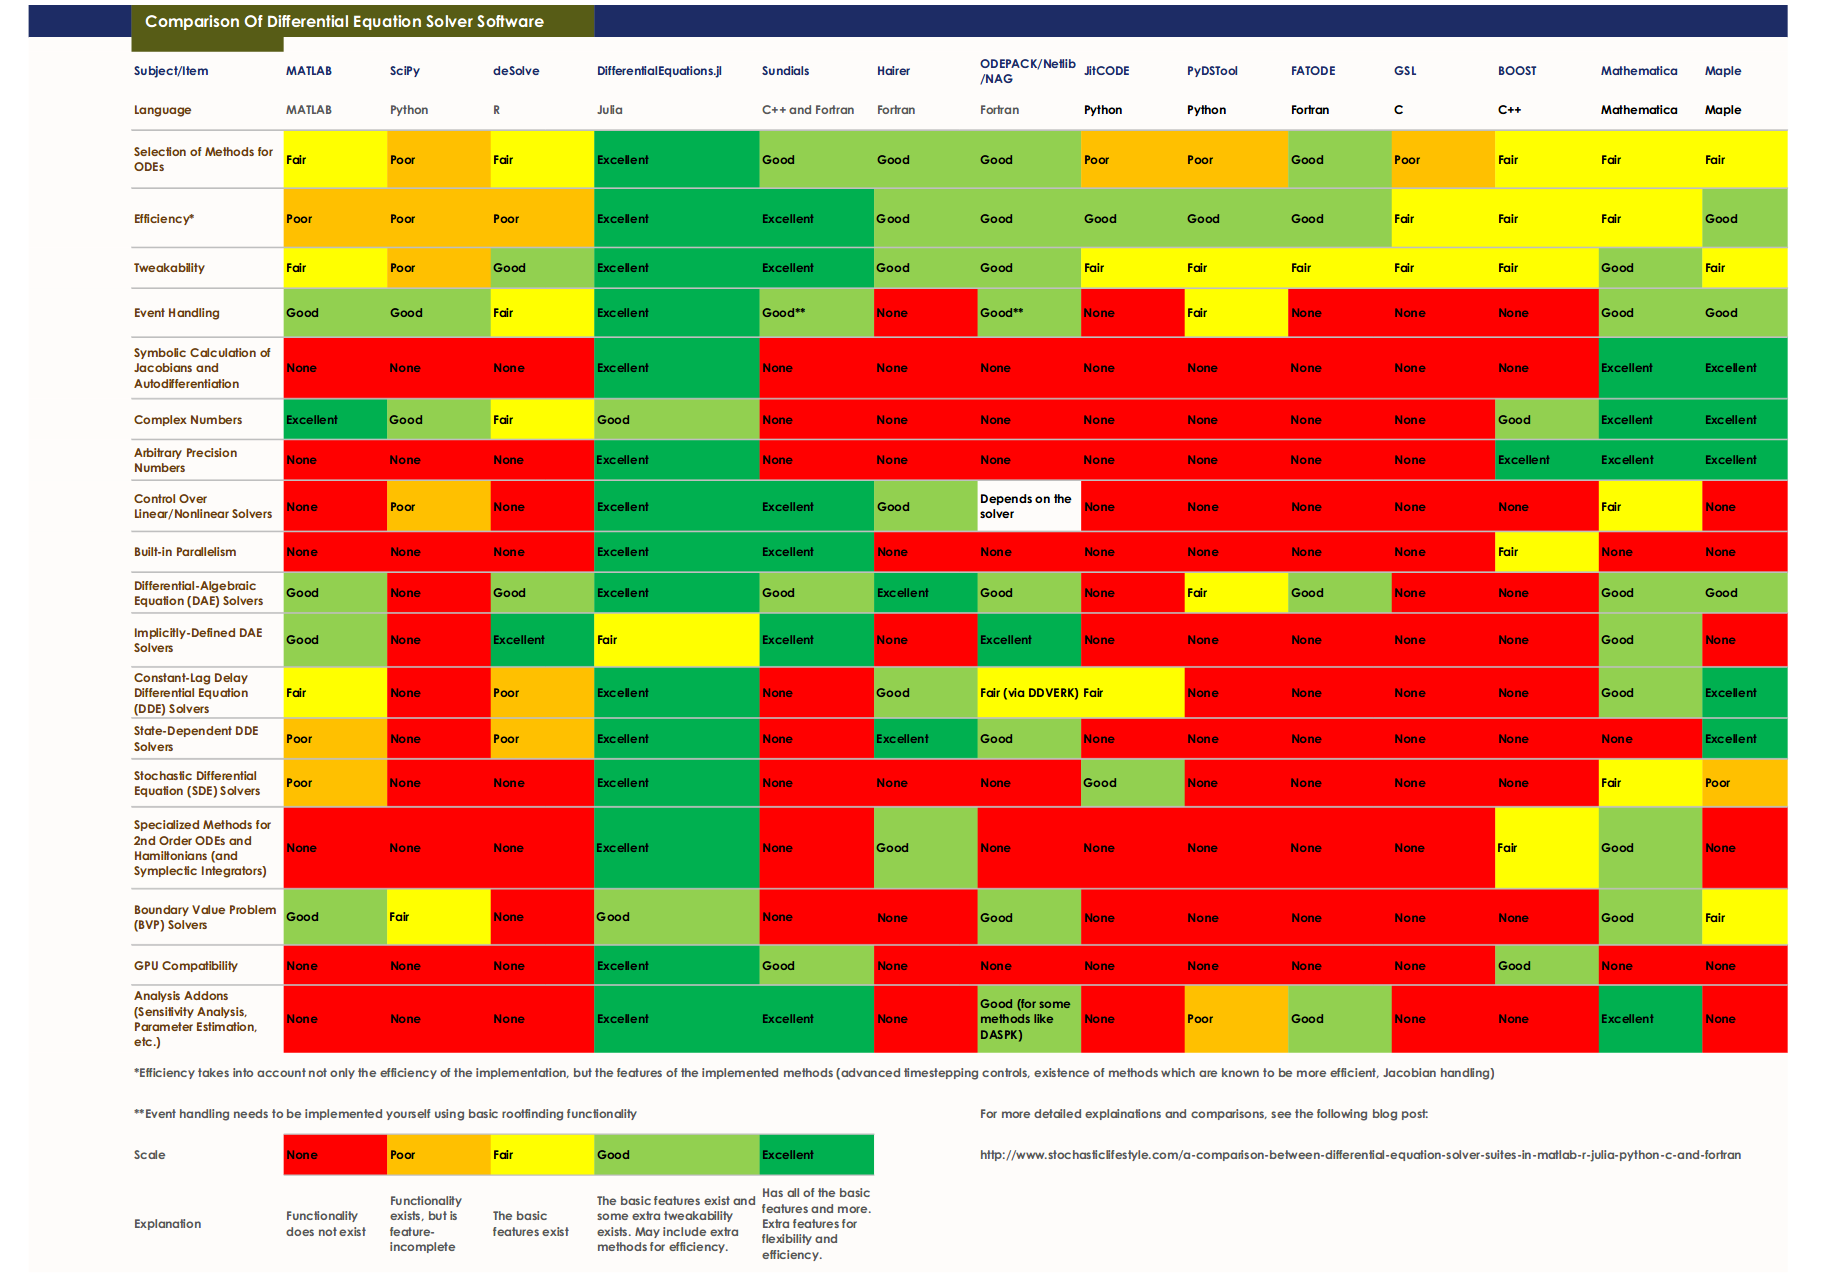 Comparison Of Differential Equation Solver Software
Subject/Item MATLAB SciPy deSolve DifferentialEquations.jl Sundials Hairer ODEPACK/Netlib
/NAG JitCODE PyDSTool FATODE GSL BOOST Mathematica Maple
Language MATLAB Python R Julia C++ and Fortran Fortran Fortran Python Python Fortran C C++ Mathematica Maple
Selection of Methods for
ODEs Fair Poor Fair Excellent Good Good Good Poor Poor Good Poor Fair Fair Fair
Efficiency* Poor Poor Poor Excellent Excellent Good Good Good Good Good Fair Fair Fair Good
Tweakability Fair Poor Good Excellent Excellent Good Good Fair Fair Fair Fair Fair Good Fair
Event Handling Good Good Fair Excellent Good** None Good** None Fair None None None Good Good
Symbolic Calculation of
Jacobians and
Autodifferentiation None None None Excellent None None None None None None None None Excellent Excellent
Complex Numbers Excellent Good Fair Good None None None None None None None Good Excellent Excellent
Arbitrary Precision
Numbers None None None Excellent None None None None None None None Excellent Excellent Excellent
Control Over
Linear/Nonlinear Solvers None Poor None Excellent Excellent Good Depends on the
solver None None None None None Fair None
Built-in Parallelism None None None Excellent Excellent None None None None None None Fair None None
Differential-Algebraic
Equation (DAE) Solvers Good None Good Excellent Good Excellent Good None Fair Good None None Good Good
Implicitly-Defined DAE
Solvers Good None Excellent Fair Excellent None Excellent None None None None None Good None
Constant-Lag Delay
Differential Equation
(DDE) Solvers Fair None Poor Excellent None Good Fair (via DDVERK) Fair None None None None Good Excellent
State-Dependent DDE
Solvers Poor None Poor Excellent None Excellent Good None None None None None None Excellent
Stochastic Differential
Equation (SDE) Solvers Poor None None Excellent None None None Good None None None None Fair Poor
Specialized Methods for
2nd Order ODEs and
Hamiltonians (and
Symplectic Integrators) None None None Excellent None Good None None None None None Fair Good None
Boundary Value Problem
(BVP) Solvers Good Fair None Good None None Good None None None None None Good Fair
GPU Compatibility None None None Excellent Good None None None None None None Good None None
Analysis Addons
(Sensitivity Analysis,
Parameter Estimation,
etc.) None None None Excellent Excellent None Good (for some
methods like
DASPK) None Poor Good None None Excellent None
*Efficiency takes into account not only the efficiency of the implementation, but the features of the implemented methods (advanced timestepping controls, existence of methods which are known to be more efficient, Jacobian handling)
**Event handling needs to be implemented yourself using basic rootfinding functionality
For more detailed explainations and comparisons, see the following blog post:
Scale None Poor Fair Good Excellent
http://www.stochasticlifestyle.com/a-comparison-between-differential-equation-solver-suites-in-matlab-r-julia-python-c-and-fortran
Explanation
Functionality
does not exist
Functionality
exists, but is
feature-
incomplete
The basic
features exist
The basic features exist and
some extra tweakability
exists. May include extra
methods for efficiency.
Has all of the basic
features and more.
Extra features for
flexibility and
efficiency.